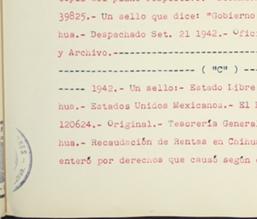 39825.- Un sello que dice: "Gobierno
hua.- Despachado Set. 21 1942.- Ofic
y Archivo.-----------------------
----------------------- ( "C" ) ---
----- 1942.- Un sello:- Estado Libre
hua.- Estados Unidos Mexicanos.- El
120624.- Original.- Tesorería General
hua.- Recaudación de Rentas en Chihua
enteró por derechos que causó según